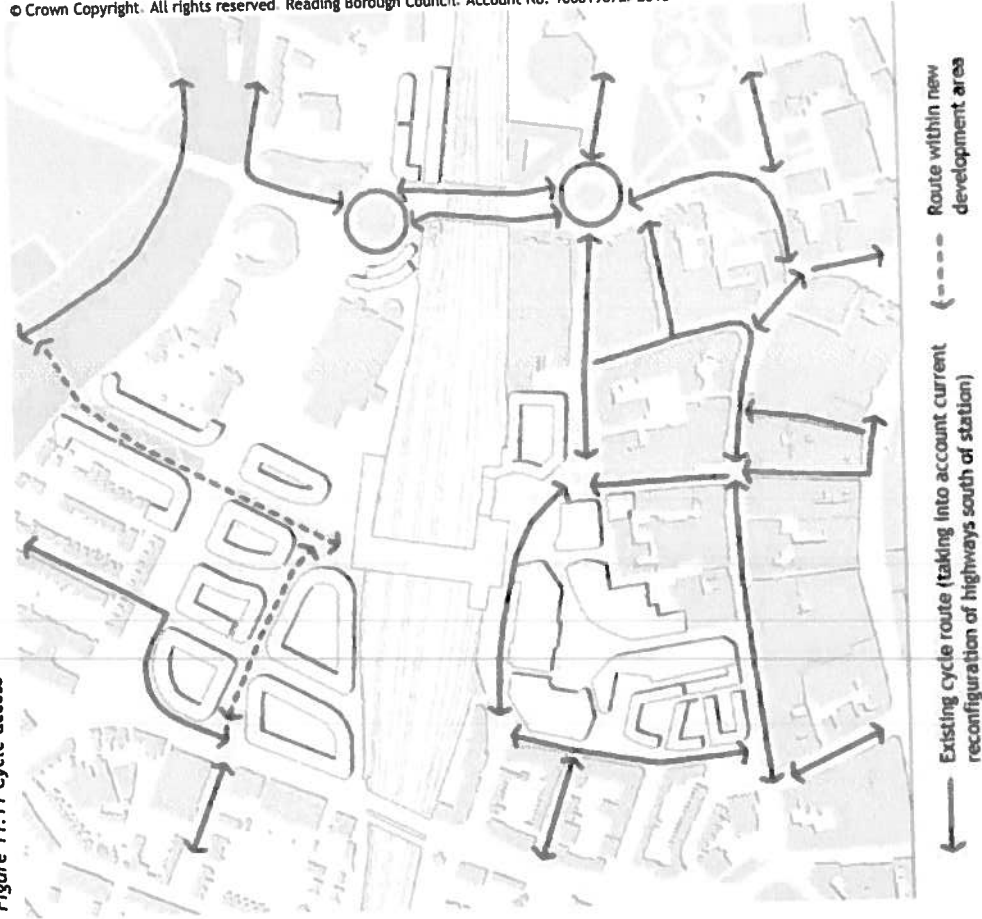 © Crown Copyright. All rights reserved. Reading Borough Council. Account No.
Figure 11.11 Cycle access
Existing cycle route (taking into account current
reconfiguration of highways south of station)
Route within new
development area